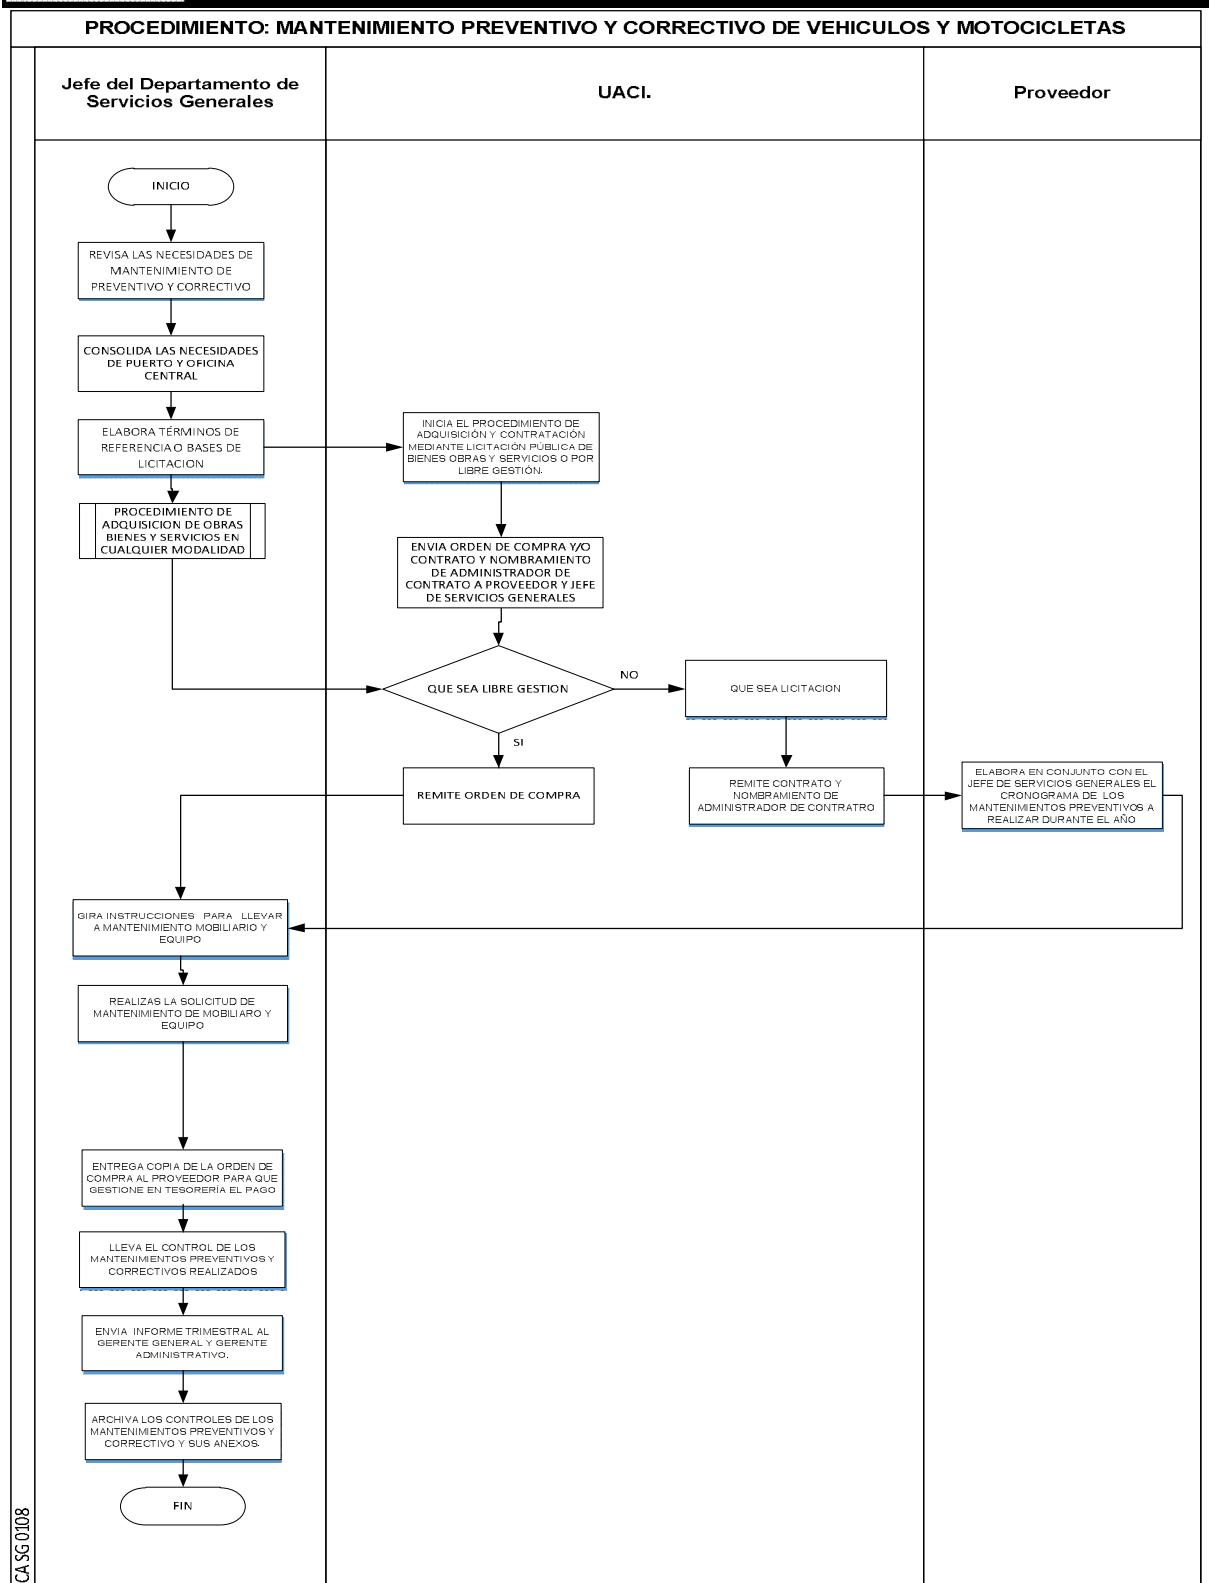 PROCEDIMIENTO: MANTENIMIENTO PREVENTIVO Y CORRECTIVO DE VEHICULOS Y MOTOCICLETAS
Jefe del Departamento de
Servicios Generales
UACI.
Proveedor
INICIO
REVISA LAS NECESIDADES DE
MANTENIMIENTO DE
PREVENTIVO Y CORRECTIVO
CONSOLIDA LAS NECESIDADES
DE PUERTO Y OFICINA
CENTRAL
ELABORA TÉRMINOS DE
REFERENCIA O BASES DE
LICITACION
INICIA EL PROCEDIMIENTO DE
ADQUISICIÓN Y CONTRATACIÓN
MEDIANTE LICITACIÓN PÚBLICA DE
BIENES OBRAS Y SERVICIOS O POR
LIBRE GESTIÓN.
PROCEDIMIENTO DE
ADQUISICION DE OBRAS
BIENES Y SERVICIOS EN
CUALQUIER MODALIDAD
ENVIA ORDEN DE COMPRA Y/O
CONTRATO Y NOMBRAMIENTO
DE ADMINISTRADOR DE
CONTRATO A PROVEEDOR Y JEFE
DE SERVICIOS GENERALES
QUE SEA LIBRE GESTION
NO
QUE SEA LICITACION
SI
REMITE ORDEN DE COMPRA
REMITE CONTRATO Y
NOMBRAMIENTO DE
ADMINISTRADOR DE CONTRATRO
ELABORA EN CONJUNTO CON EL
JEFE DE SERVICIOS GENERALES EL
CRONOGRAMA DE LOS
MANTENIMIENTOS PREVENTIVOS A
REALIZAR DURANTE EL AÑO
GIRA INSTRUCCIONES PARA LLEVAR
A MANTENIMIENTO MOBILIARIO Y
EQUIPO
REALIZAS LA SOLICITUD DE
MANTENIMIENTO DE MOBILIARO Y
EQUIPO
ENTREGA COPIA DE LA ORDEN DE
COMPRA AL PROVEEDOR PARA QUE
GESTIONE EN TESORERÍA EL PAGO
LLEVA EL CONTROL DE LOS
MANTENIMIENTOS PREVENTIVOS Y
CORRECTIVOS REALIZADOS
ENVIA INFORME TRIMESTRAL AL
GERENTE GENERAL Y GERENTE
ADMINISTRATIVO.
ARCHIVA LOS CONTROLES DE LOS
MANTENIMIENTOS PREVENTIVOS Y
CORRECTIVO Y SUS ANEXOS.
FIN
CA SG 0108